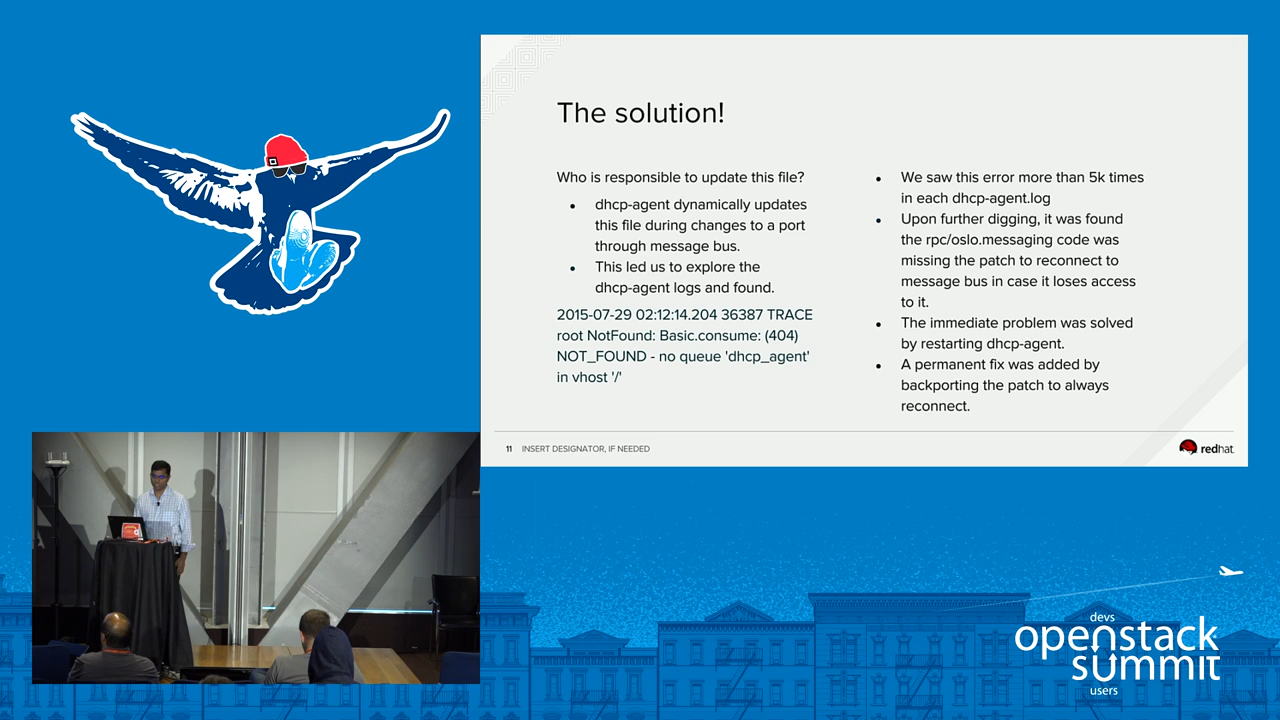 The solution!
Who is responsible to update this file?
● dhcp-agent dynamically updates
this file during changes to a port
through message bus.
● This led us to explore the
dhcp-agent logs and found.
2015-07-29 02:12:14.204 36387 TRACE
root NotFound: Basic.consume: (404)
NOT_FOUND - no queue 'dhcp_agent'
in vhost '/'
● We saw this error more than 5k times
in each dhcp-agent.log
● Upon further digging, it was found
the rpc/oslo.messaging code was
missing the patch to reconnect to
message bus in case it loses access
to it.
● The immediate problem was solved
by restarting dhcp-agent.
● A permanent fix was added by
backporting the patch to always
reconnect.
11 INSERT DESIGNATOR, IF NEEDED
redhat
devs
openstack
summit
users